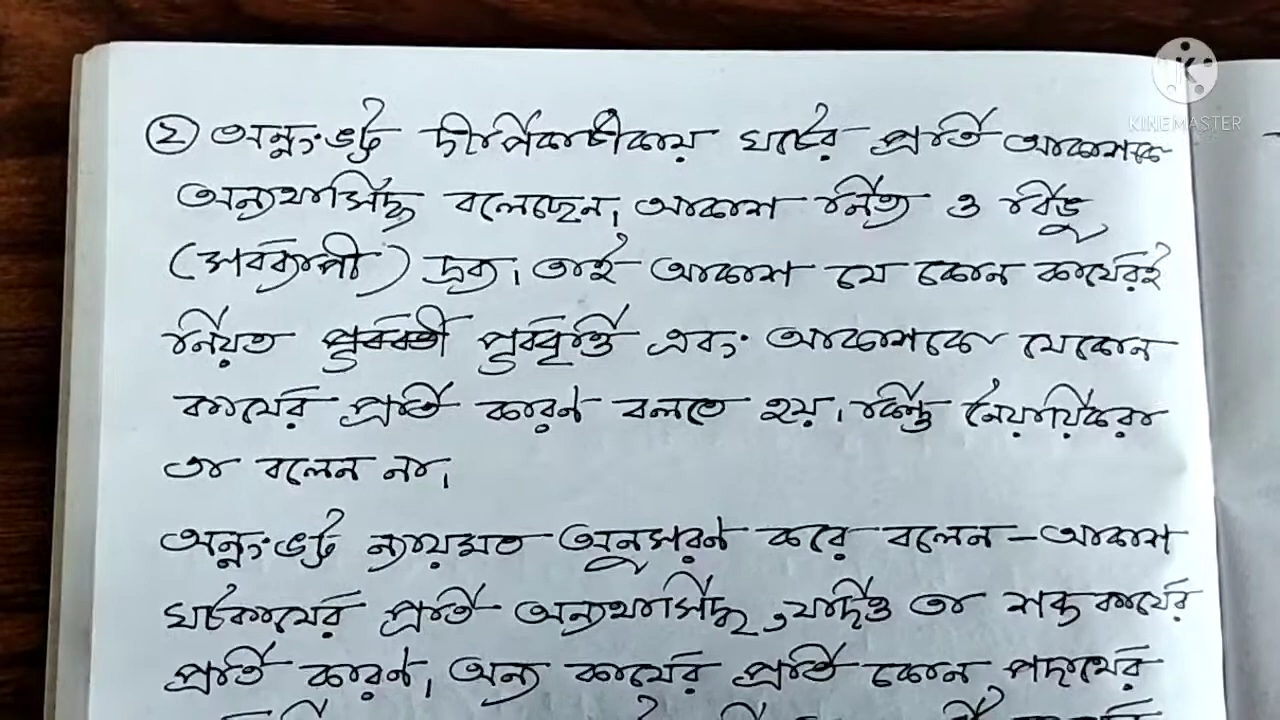 KINEMASTER
② অন্নংভট্ট দীপিকাটীকায় ঘটের প্রতি আকাশকে
অন্যথাসিদ্ধ বলেছেন। আকাশ নিত্য ও বিভু
(সর্বব্যাপী) দ্রব্য। তাই আকাশ যে কোন কার্যেরই
নিয়ত পূর্ববর্তী পূর্ববৃত্তি এবং আকাশকে যেকোন
কার্যের প্রতি কারণ বলতে হয়। কিন্তু নৈয়ায়িকরা
তা বলেন না।
অন্নংভট্ট ন্যায়মত অনুসরণ করে বলেন – আকাশ
ঘটকার্যের প্রতি অন্যথাসিদ্ধ, যদিও তা শব্দ কার্যের
প্রতি কারণ। অন্য কার্যের প্রতি কোন পদার্থের